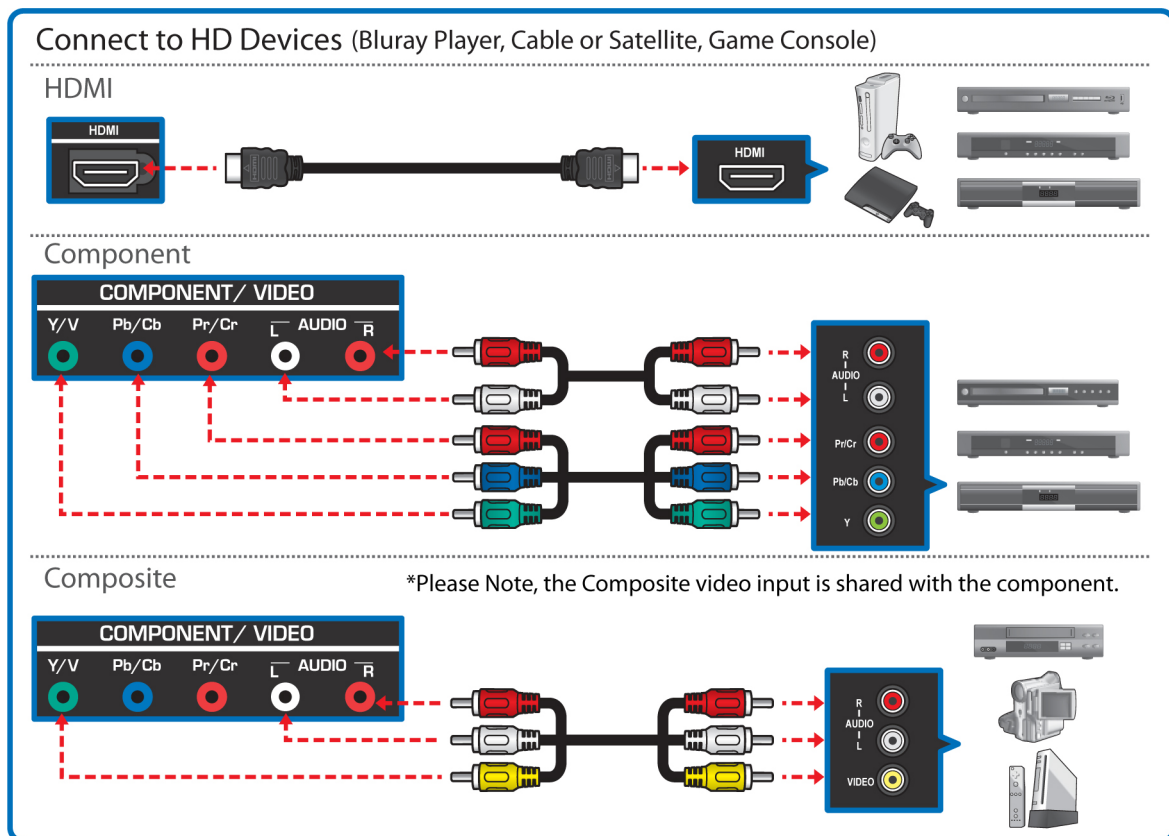 Connect to HD Devices (Bluray Player, Cable or Satellite, Game Console)
HDMI
HDMI
HDMI
Component
COMPONENT/ VIDEO
Y/V Pb/Cb Pr/Cr L AUDIO R
R
AUDIO
L
Pr/Cr
Pb/Cb
Y
Composite
*Please Note, the Composite video input is shared with the component.
COMPONENT/ VIDEO
Y/V Pb/Cb Pr/Cr L AUDIO R
R
AUDIO
L
VIDEO